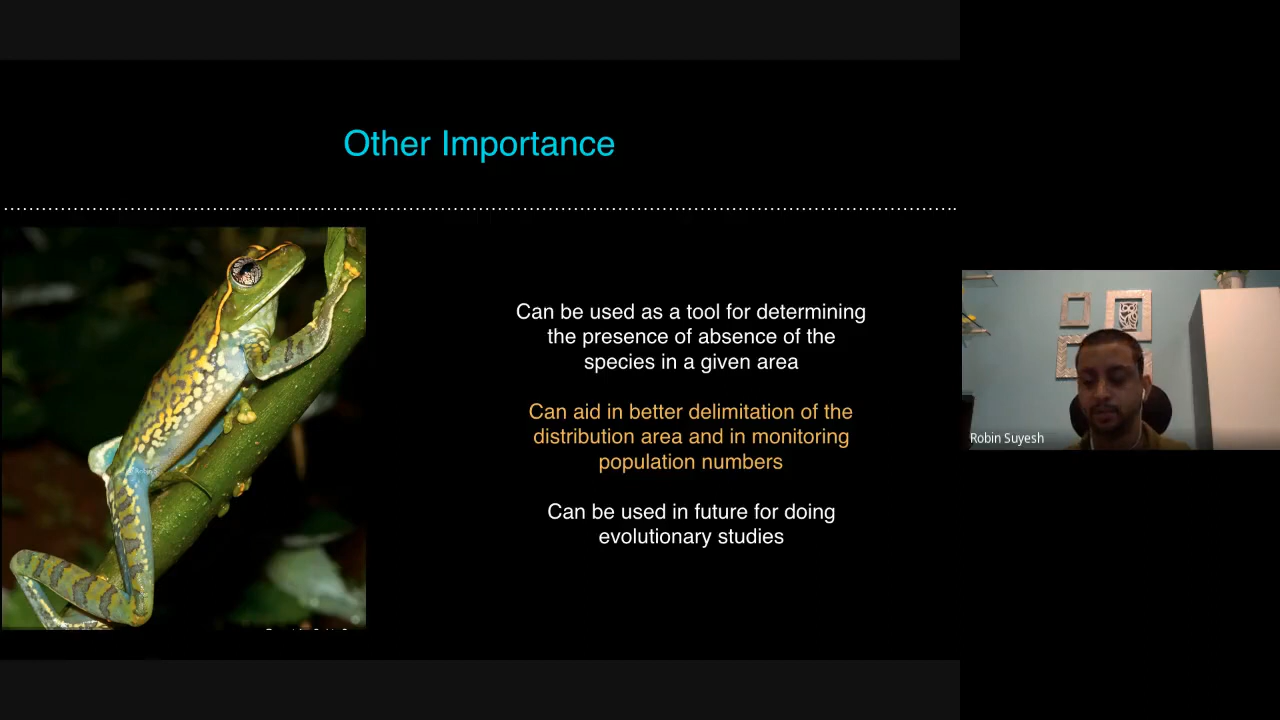 Other Importance
Can be used as a tool for determining
the presence of absence of the
species in a given area
Can aid in better delimitation of the
distribution area and in monitoring
population numbers
Can be used in future for doing
evolutionary studies
Robin Suyesh